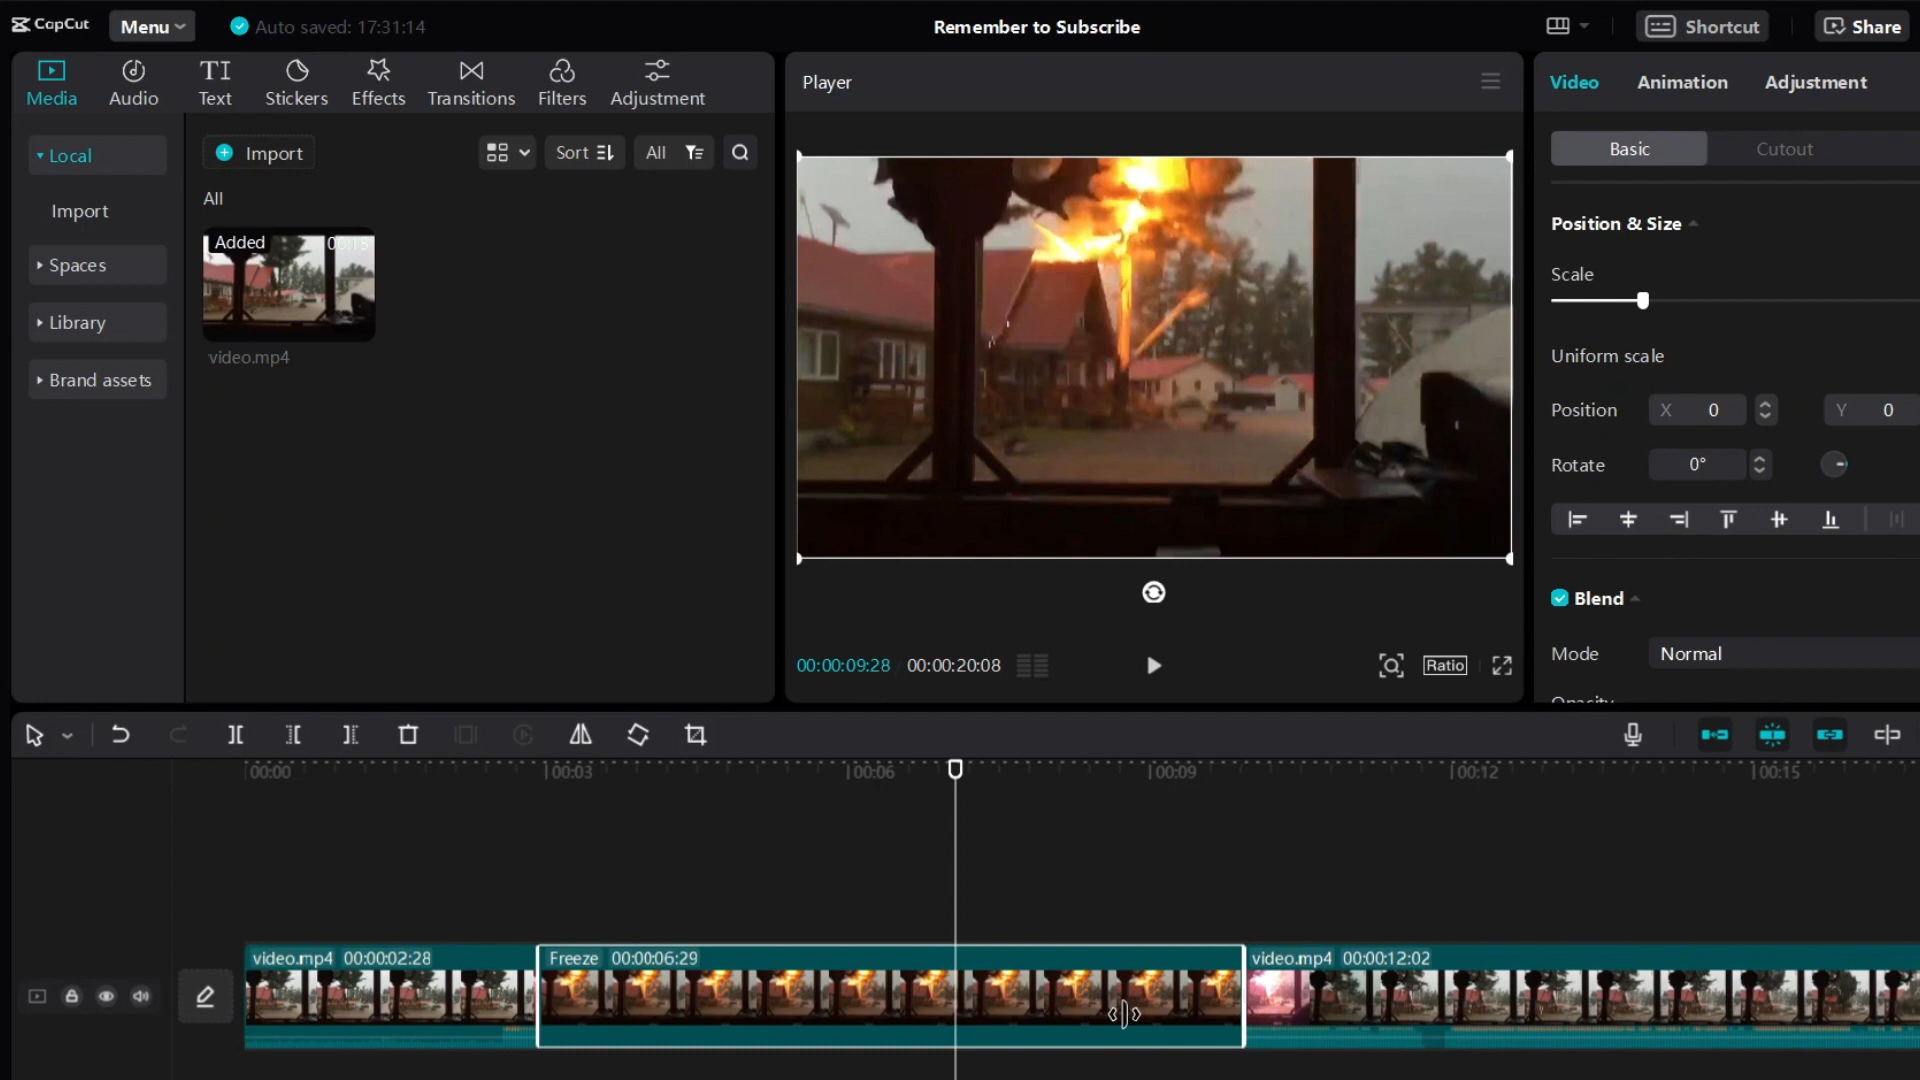 CapCut
Menu
Auto saved: 17:31:14
Remember to Subscribe
Shortcut
Share
Media
Audio
TI
Text
Stickers
Effects
Transitions
Filters
Adjustment
Local
Import
Spaces
Library
Brand assets
Import
Sort
All
All
Added
video.mp4
Player
00:00:09:28
00:00:20:08
Ratio
Video
Animation
Adjustment
Basic
Cutout
Position & Size
Scale
Uniform scale
Position
X
0
Y
0
Rotate
0°
Blend
Mode
Normal
00:00
00:03
00:06
00:09
00:12
00:15
video.mp4 00:00:02:28
Freeze 00:00:06:29
video.mp4 00:00:12:02